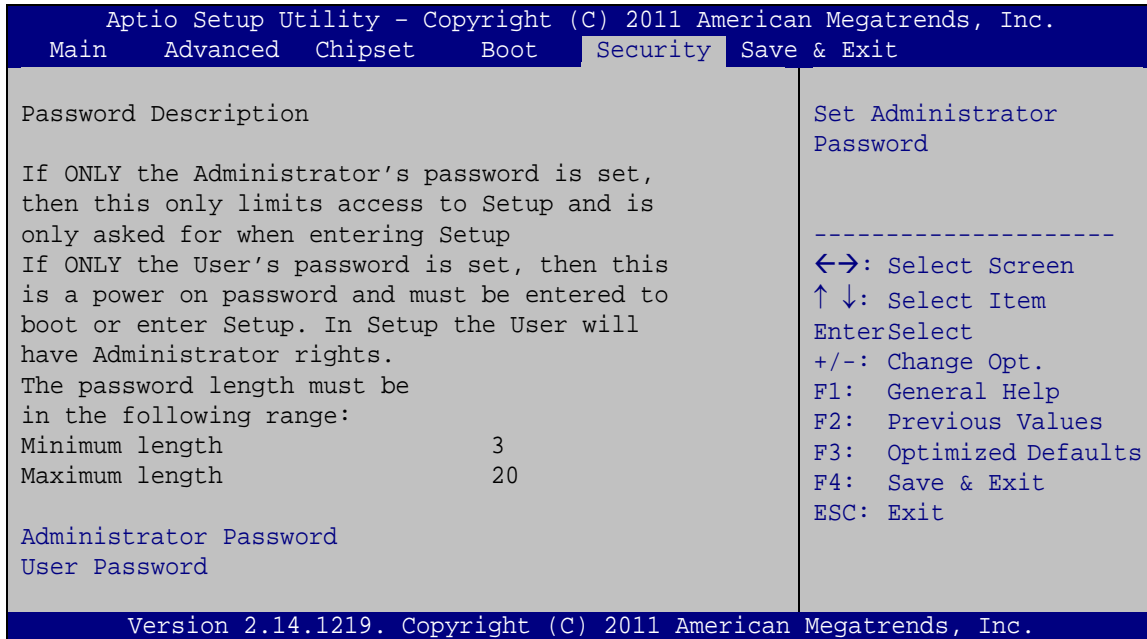 Aptio Setup Utility – Copyright (C) 2011 American Megatrends, Inc.
Main Advanced Chipset Boot Security Save & Exit
Password Description
If ONLY the Administrator’s password is set,
then this only limits access to Setup and is
only asked for when entering Setup
If ONLY the User’s password is set, then this
is a power on password and must be entered to
boot or enter Setup. In Setup the User will
have Administrator rights.
The password length must be
in the following range:
Minimum length 3
Maximum length 20
Administrator Password
User Password
Set Administrator
Password
---------------------
←→: Select Screen
↑ ↓: Select Item
EnterSelect
+/-: Change Opt.
F1: General Help
F2: Previous Values
F3: Optimized Defaults
F4: Save & Exit
ESC: Exit
Version 2.14.1219. Copyright (C) 2011 American Megatrends, Inc.